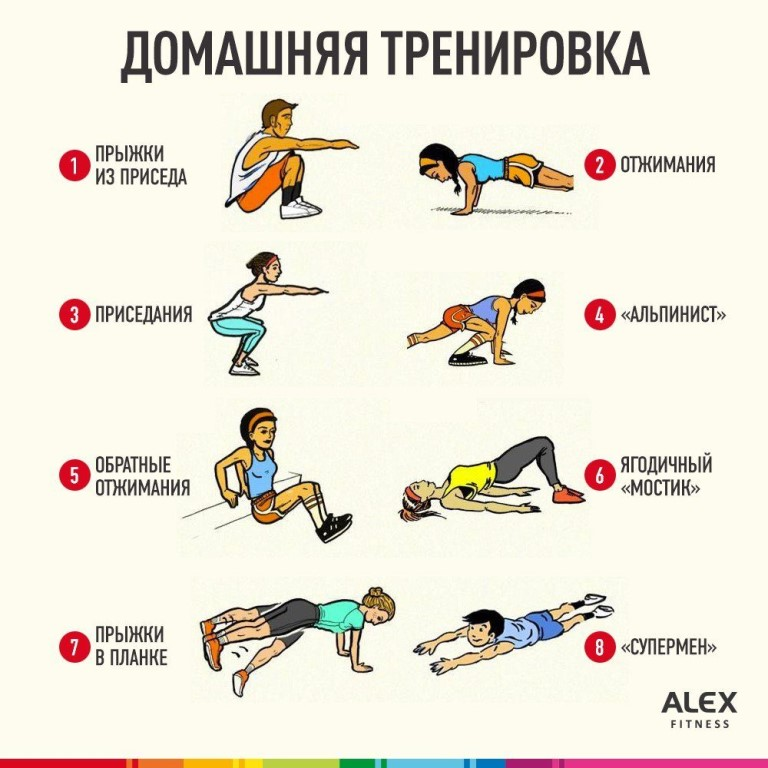 ДОМАШНЯЯ ТРЕНИРОВКА
1 ПРЫЖКИ
ИЗ ПРИСЕДА
2 ОТЖИМАНИЯ
3 ПРИСЕДАНИЯ
4 «АЛЬПИНИСТ»
5 ОБРАТНЫЕ
ОТЖИМАНИЯ
6 ЯГОДИЧНЫЙ
«МОСТИК»
7 ПРЫЖКИ
В ПЛАНКЕ
8 «СУПЕРМЕН»
ALEX
FITNESS